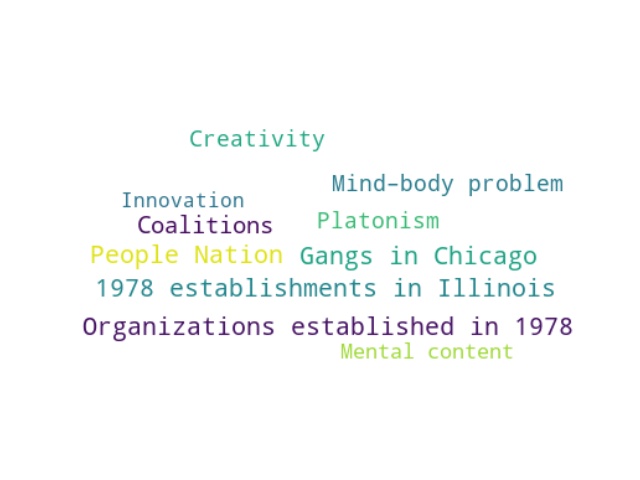 Creativity
Mind–body problem
Innovation
Coalitions
Platonism
People Nation
Gangs in Chicago
1978 establishments in Illinois
Organizations established in 1978
Mental content